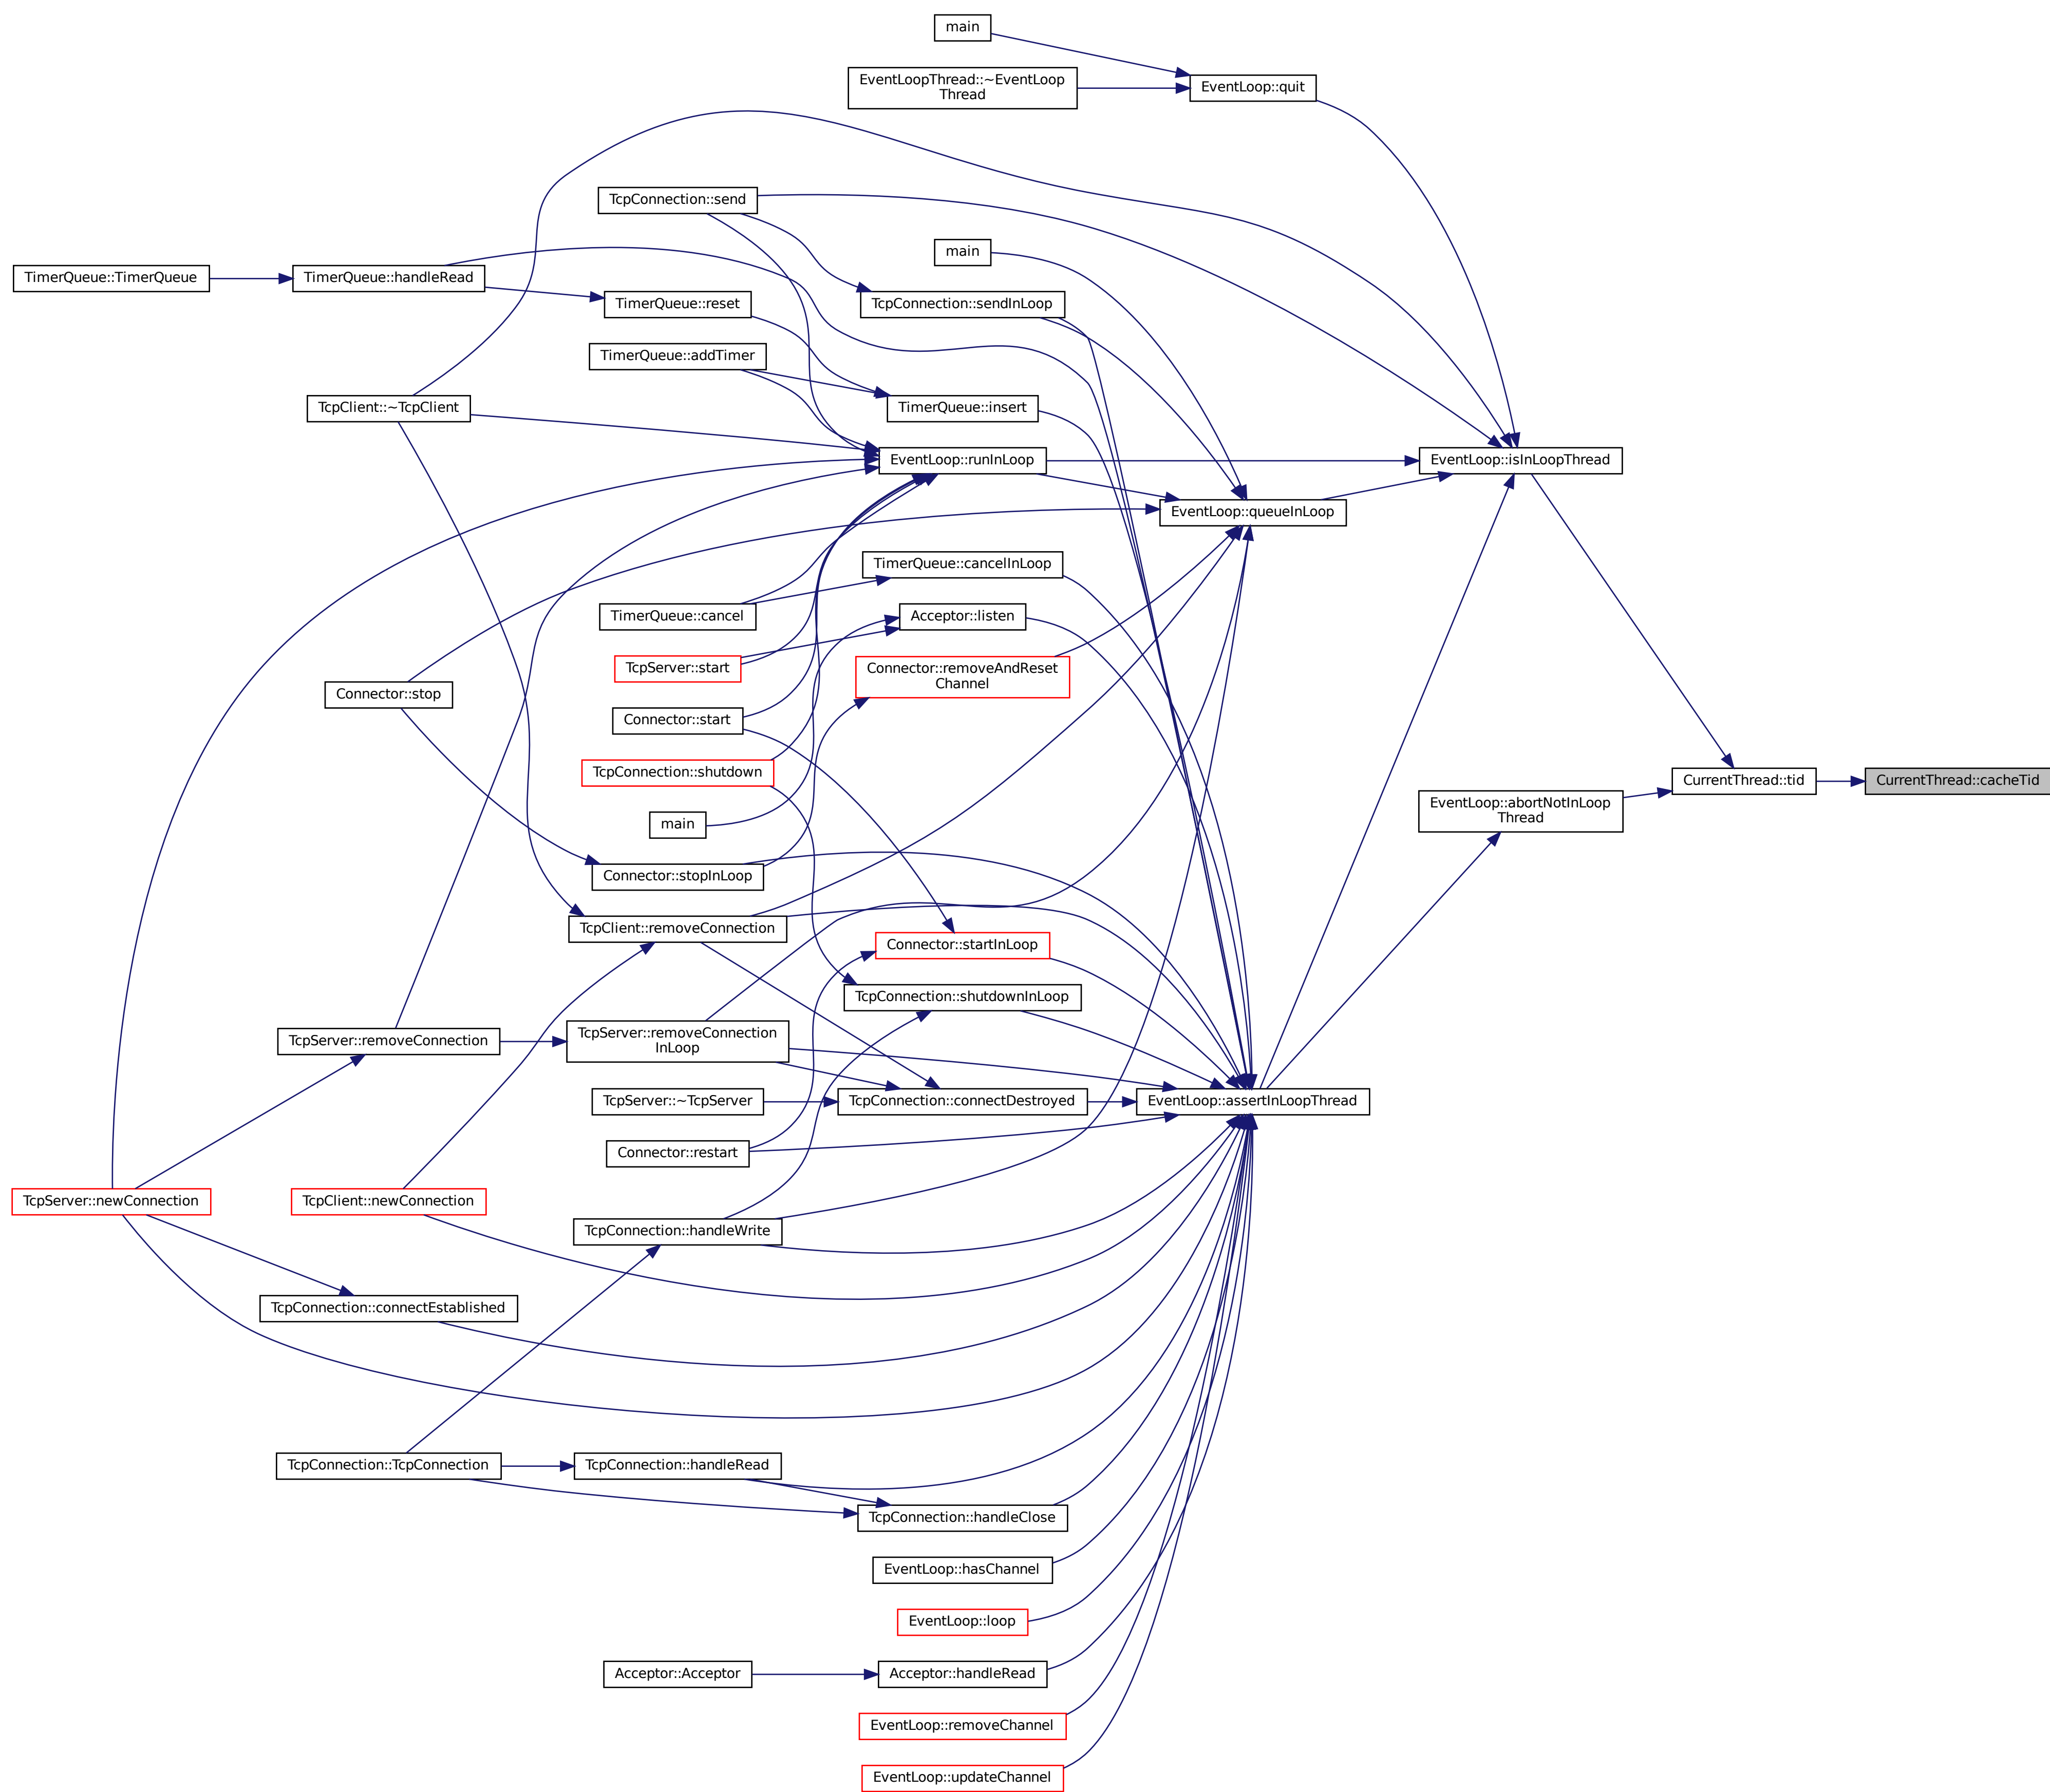 main
EventLoopThread::~EventLoop
Thread
EventLoop::quit
TcpConnection::send
main
TimerQueue::TimerQueue
TimerQueue::handleRead
TimerQueue::reset
TcpConnection::sendInLoop
TimerQueue::addTimer
TcpClient::~TcpClient
TimerQueue::insert
EventLoop::runInLoop
EventLoop::isInLoopThread
EventLoop::queueInLoop
TimerQueue::cancelInLoop
TimerQueue::cancel
Acceptor::listen
TcpServer::start
Connector::removeAndReset
Channel
Connector::stop
Connector::start
TcpConnection::shutdown
CurrentThread::tid
CurrentThread::cacheTid
EventLoop::abortNotInLoop
Thread
main
Connector::stopInLoop
TcpClient::removeConnection
Connector::startInLoop
TcpConnection::shutdownInLoop
TcpServer::removeConnection
TcpServer::removeConnection
InLoop
TcpServer::~TcpServer
TcpConnection::connectDestroyed
EventLoop::assertInLoopThread
Connector::restart
TcpServer::newConnection
TcpClient::newConnection
TcpConnection::handleWrite
TcpConnection::connectEstablished
TcpConnection::TcpConnection
TcpConnection::handleRead
TcpConnection::handleClose
EventLoop::hasChannel
EventLoop::loop
Acceptor::Acceptor
Acceptor::handleRead
EventLoop::removeChannel
EventLoop::updateChannel